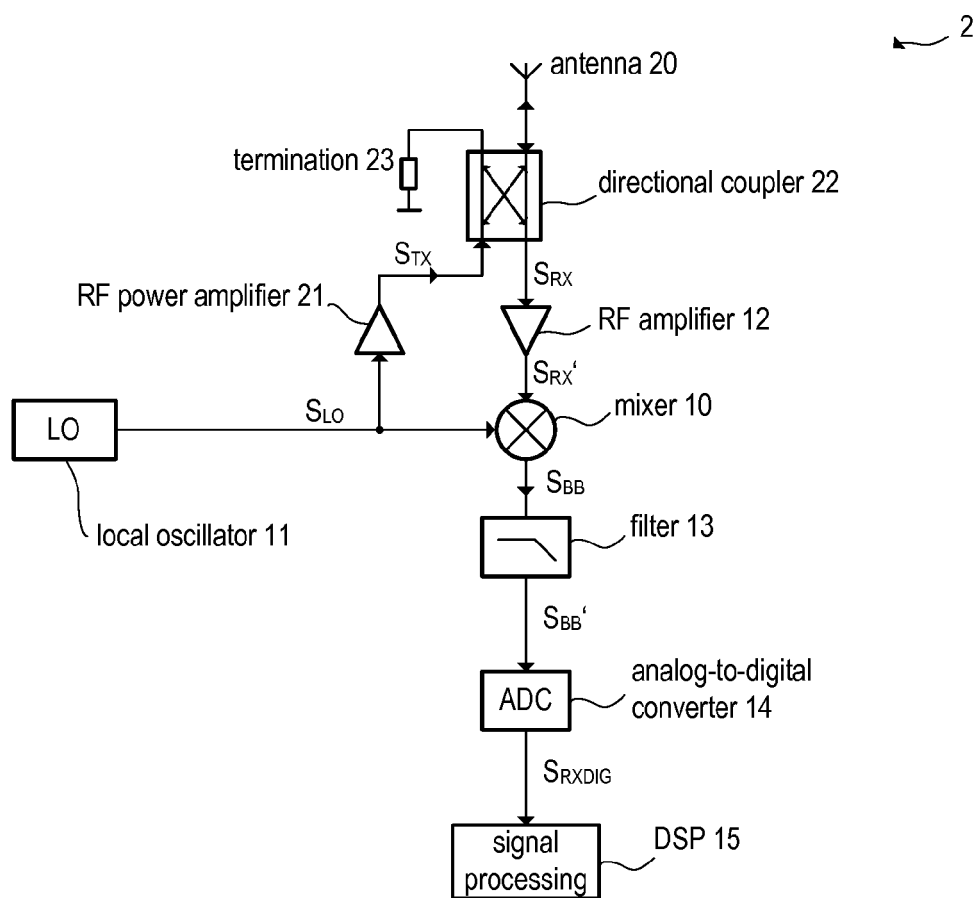 2
antenna 20
termination 23
directional coupler 22
STX
SRX
RF power amplifier 21
RF amplifier 12
SRX‘
mixer 10
LO
SLO
SBB
local oscillator 11
filter 13
SBB‘
ADC
analog-to-digital
converter 14
SRXDIG
signal
processing
DSP 15